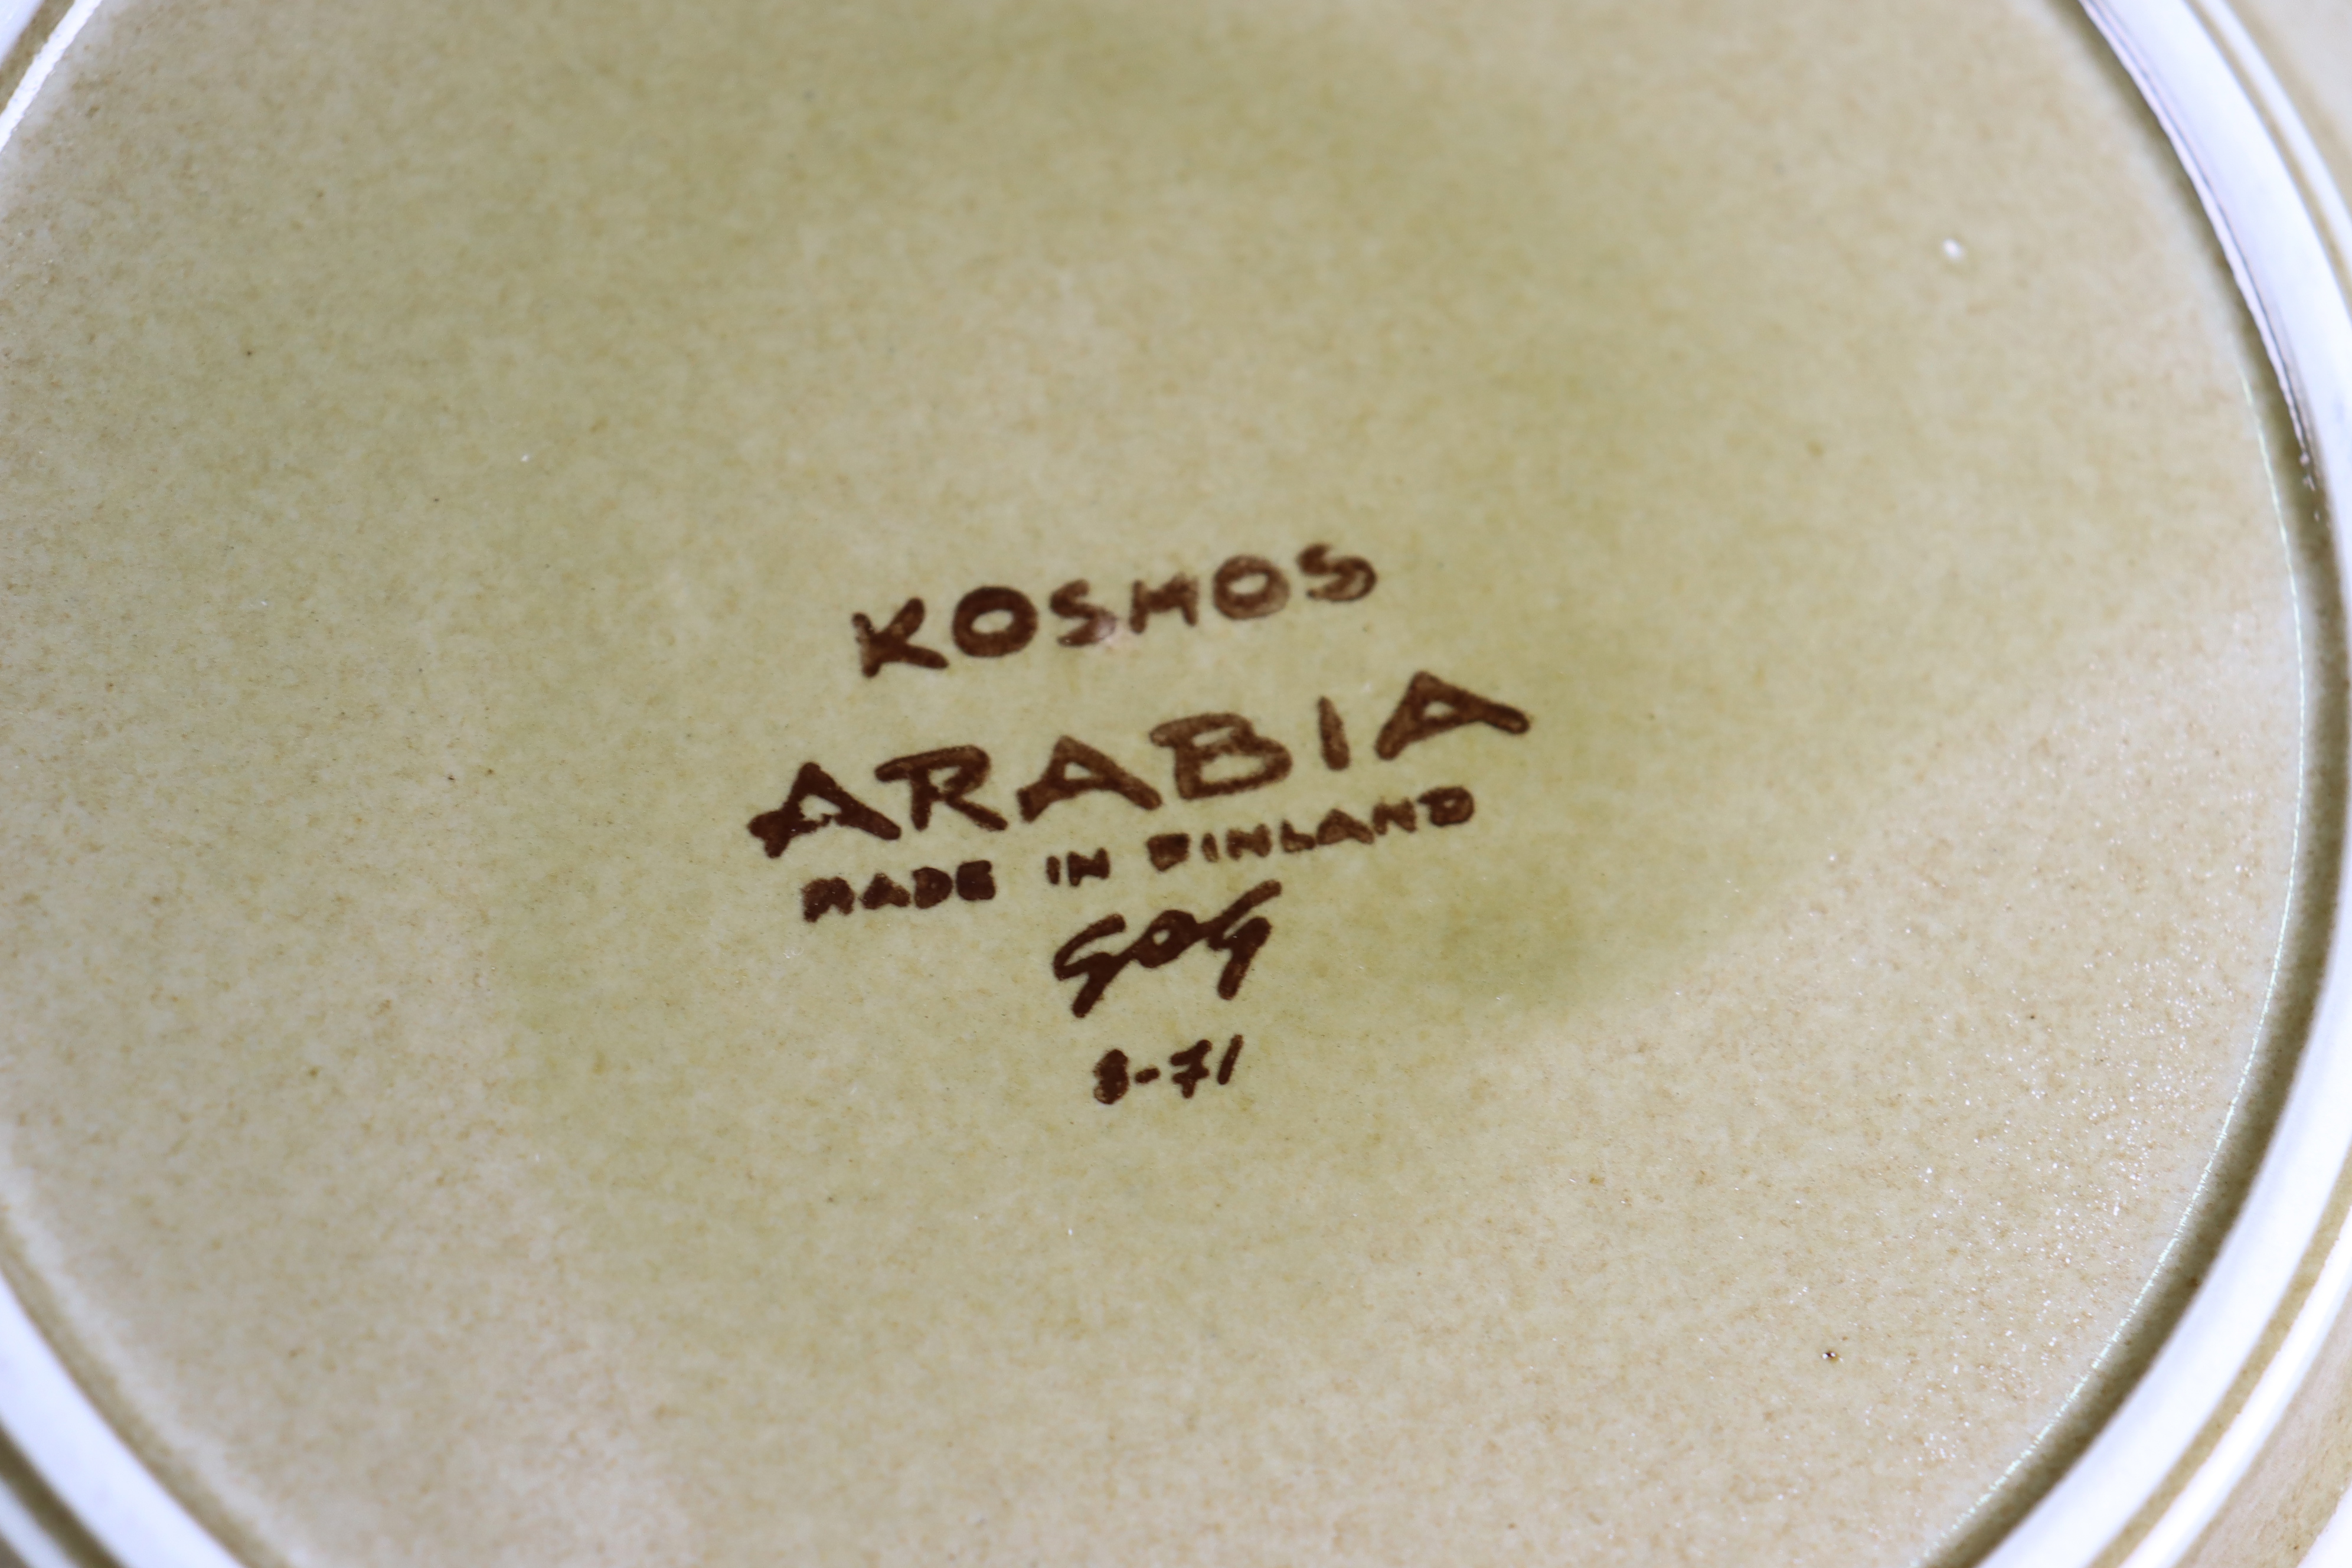 KOSMOS
ARABIA
MADE IN FINLAND
GOG
8-71